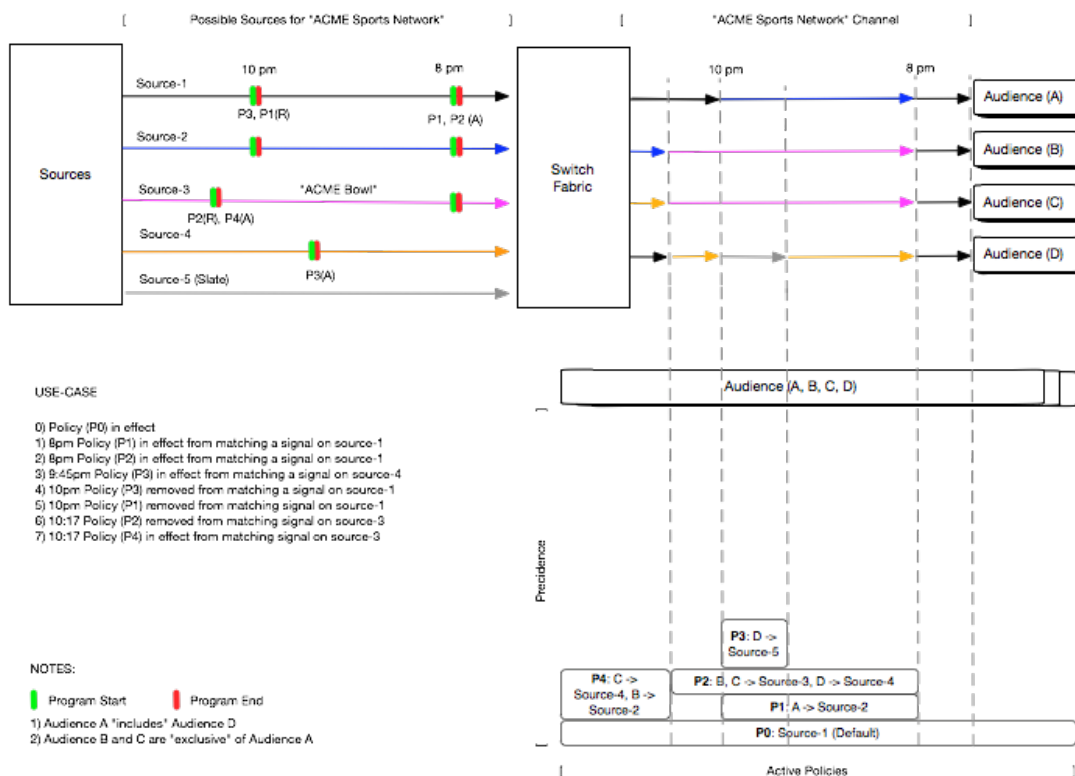 Possible Sources for "ACME Sports Network"
"ACME Sports Network" Channel
10 pm
8 pm
10 pm
8 pm
Sources
Source-1
P3, P1(R)
P1, P2 (A)
Source-2
Source-3
"ACME Bowl"
P2(R), P4(A)
Source-4
P3(A)
Source-5 (Slate)
Switch
Fabric
Audience (A)
Audience (B)
Audience (C)
Audience (D)
Audience (A, B, C, D)
USE-CASE
0) Policy (P0) in effect
1) 8pm Policy (P1) in effect from matching a signal on source-1
2) 8pm Policy (P2) in effect from matching a signal on source-1
3) 9:45pm Policy (P3) in effect from matching a signal on source-4
4) 10pm Policy (P3) removed from matching a signal on source-1
5) 10pm Policy (P1) removed from matching signal on source-1
6) 10:17 Policy (P2) removed from matching signal on source-3
7) 10:17 Policy (P4) in effect from matching signal on source-3
Precidence
P3: D ->
Source-5
P4: C ->
Source-4, B ->
Source-2
P2: B, C -> Source-3, D -> Source-4
P1: A -> Source-2
P0: Source-1 (Default)
Active Policies
NOTES:
Program Start
Program End
1) Audience A "includes" Audience D
2) Audience B and C are "exclusive" of Audience A